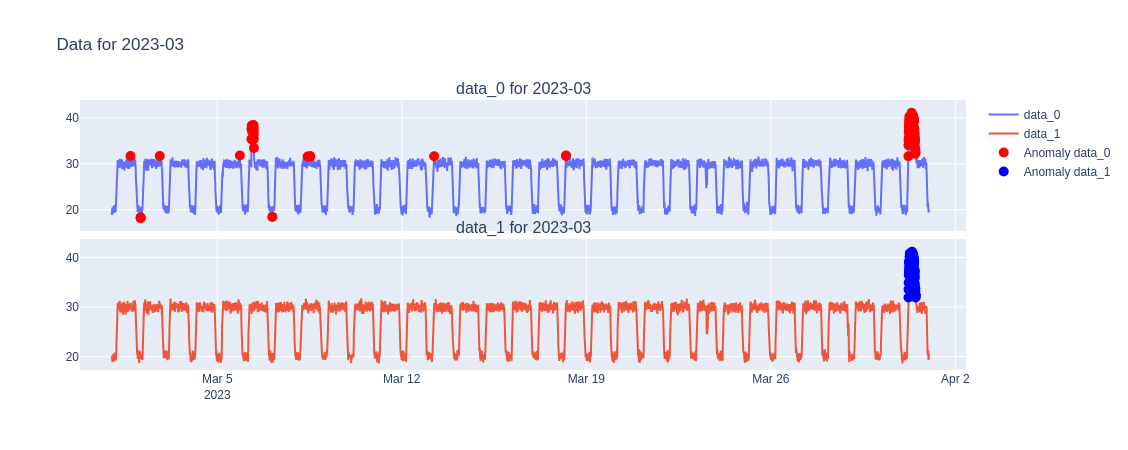 Data for 2023-03
data_0 for 2023-03
40
30
20
data_0
data_1
Anomaly data_0
Anomaly data_1
data_1 for 2023-03
40
30
20
Mar 5
2023
Mar 12
Mar 19
Mar 26
Apr 2